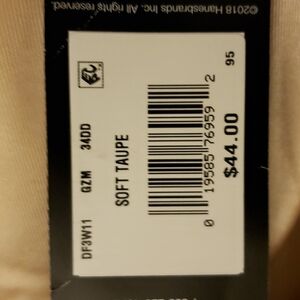 ©2018 Hanesbrands Inc. All rights reserved.
DF3W11 GZM 34DD
SOFT TAUPE
0 19585 76959 2
95
$44.00